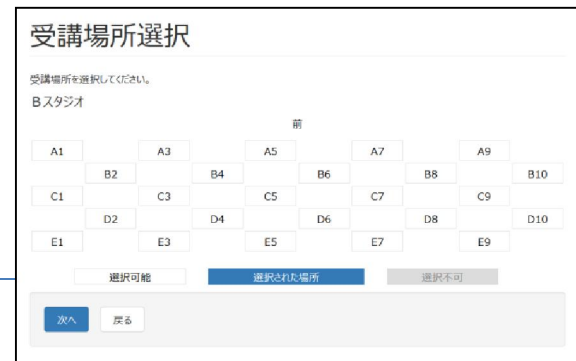 受講場所選択
受講場所を選択してください。
Bスタジオ
前
A1 A3 A5 A7 A9
B2 B4 B6 B8 B10
C1 C3 C5 C7 C9
D2 D4 D6 D8 D10
E1 E3 E5 E7 E9
選択可能 選択された場所 選択不可
次へ 戻る